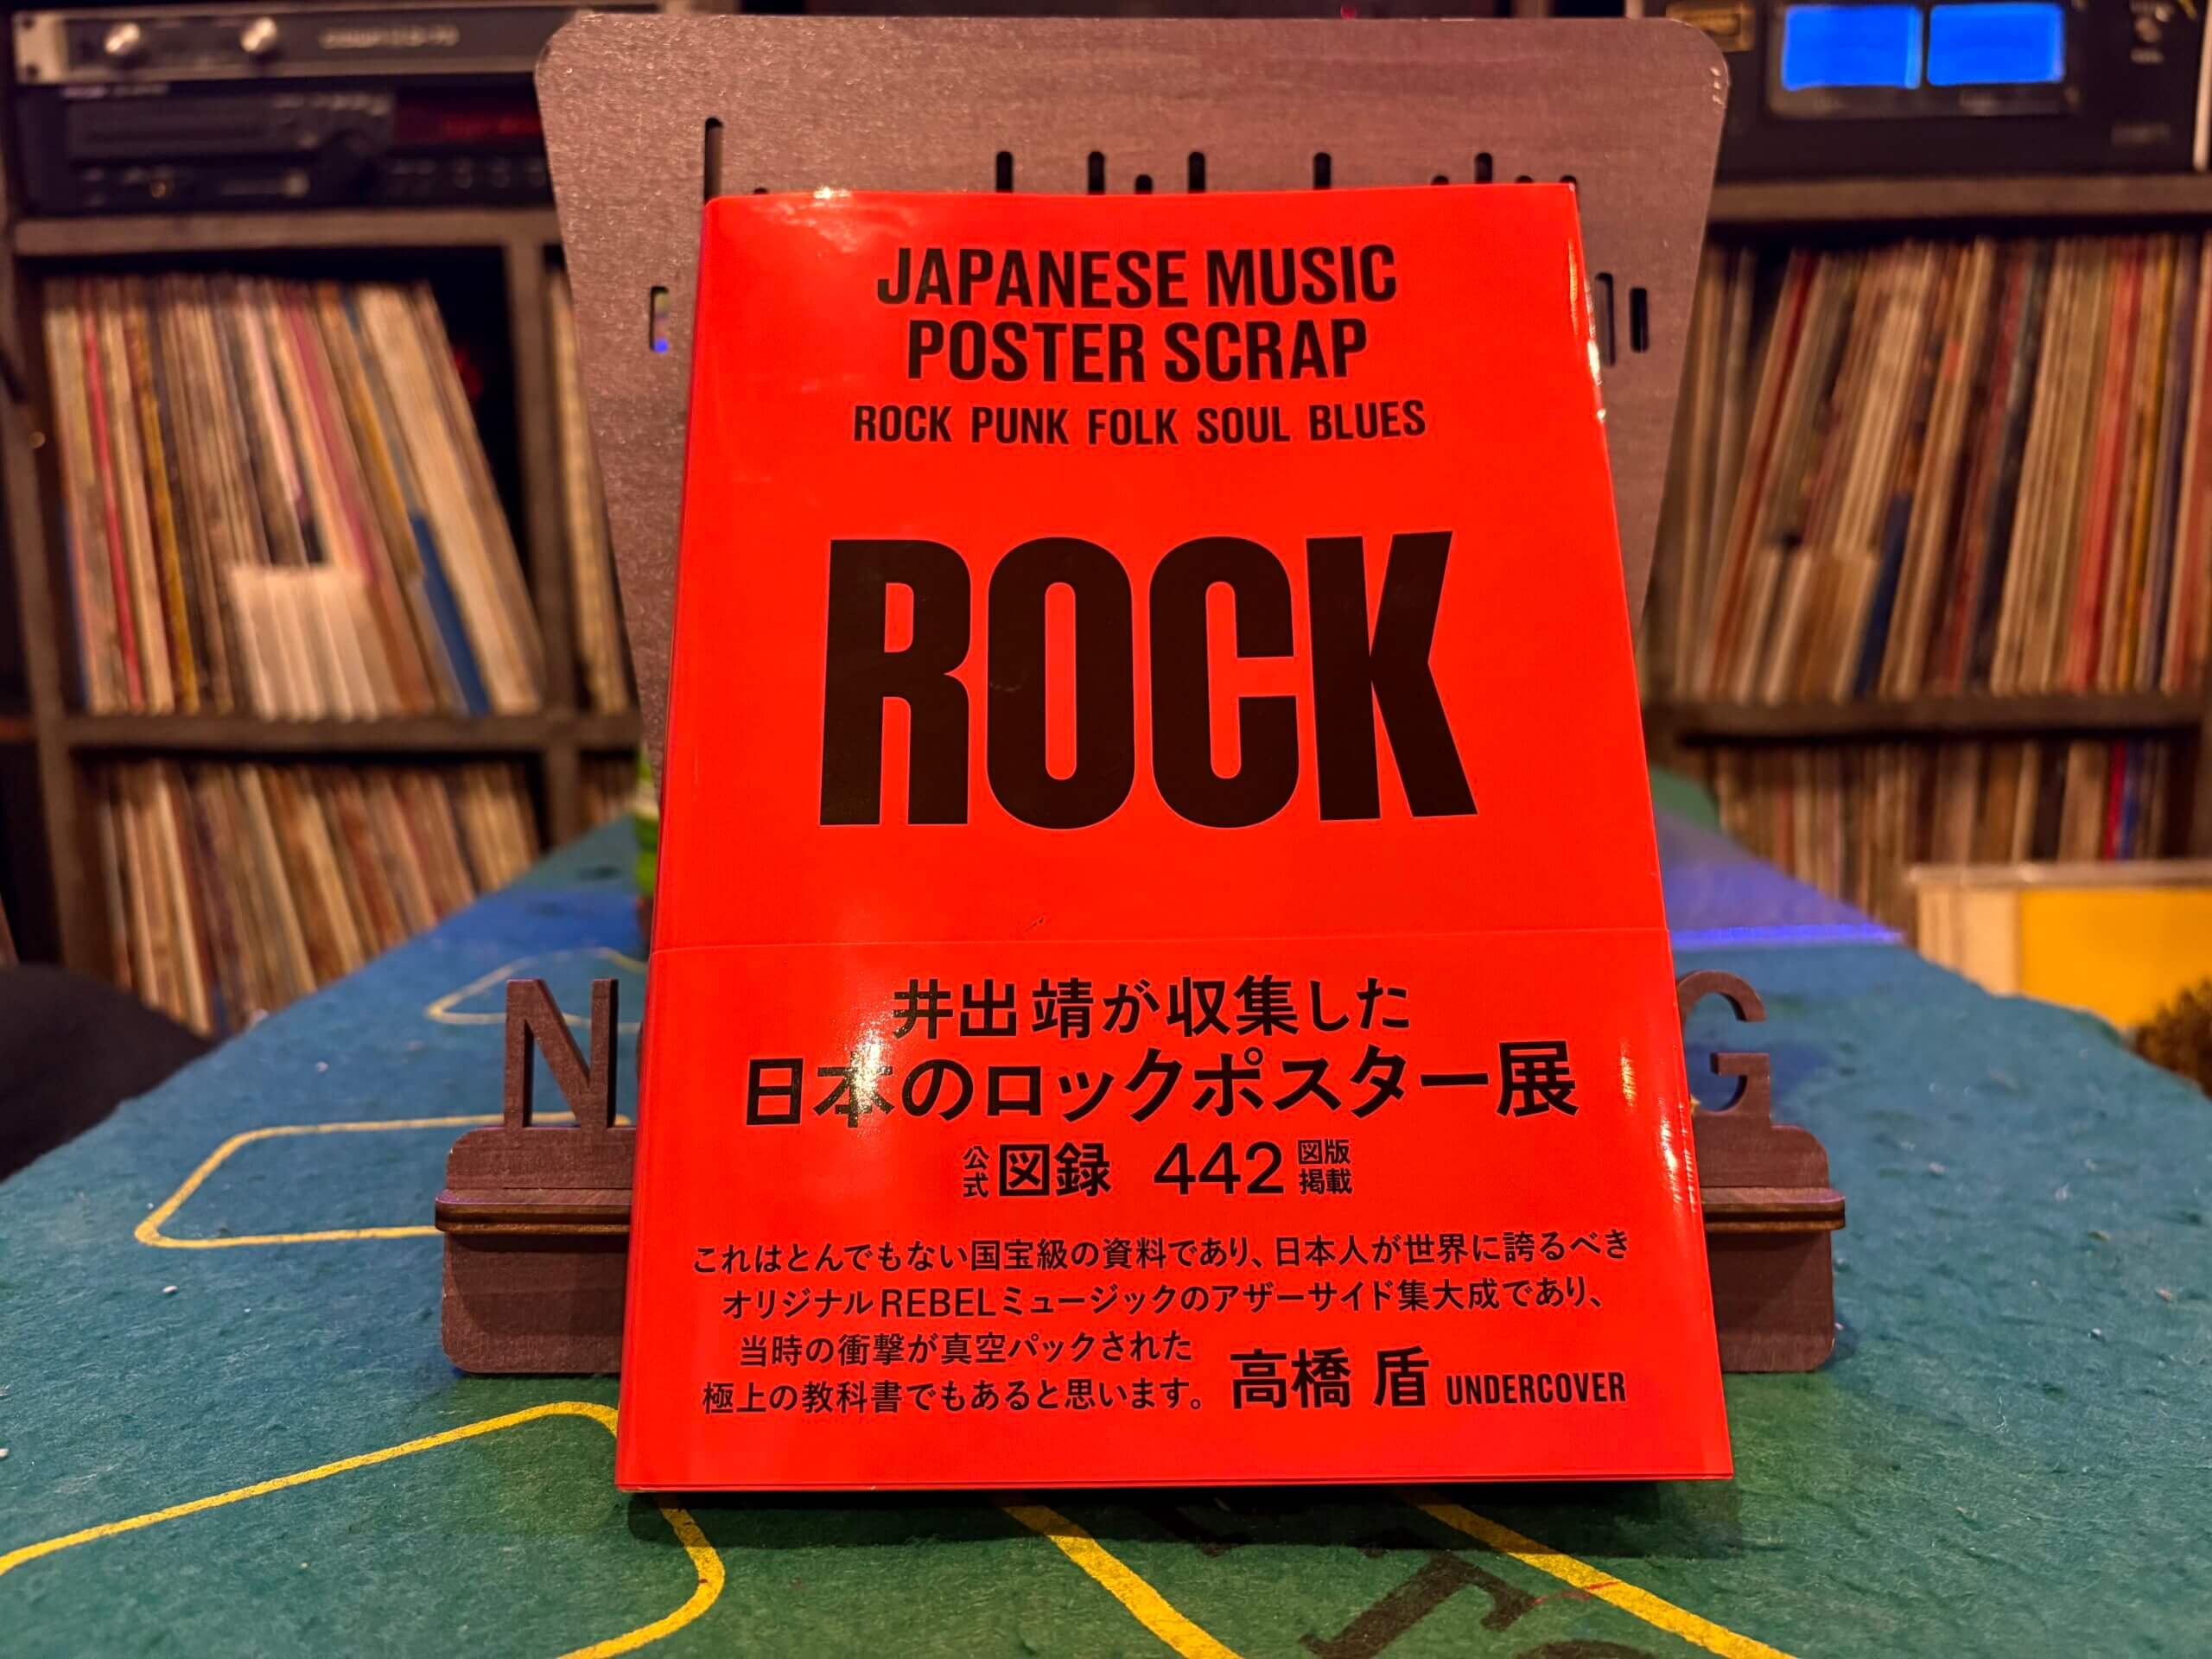 JAPANESE MUSIC
POSTER SCRAP
ROCK PUNK FOLK SOUL BLUES
ROCK
井出靖が収集した
日本のロックポスター展
公式図録 442図版掲載
これはとんでもない国宝級の資料であり、日本人が世界に誇るべき
オリジナルREBELミュージックのアザーサイド集大成であり、
当時の衝撃が真空パックされた
極上の教科書でもあると思います。 高橋 盾 UNDERCOVER
N
G